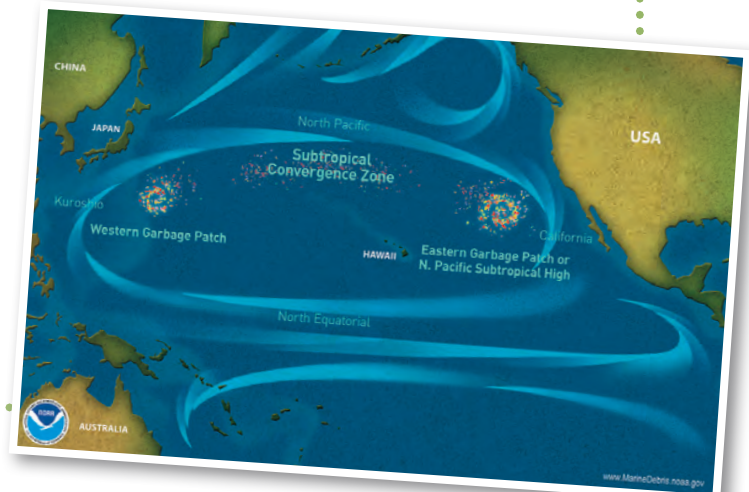 CHINA
JAPAN
North Pacific
USA
Subtropical
Convergence Zone
Kuroshio
Western Garbage Patch
HAWAII
California
Eastern Garbage Patch or
N. Pacific Subtropical High
North Equatorial
NOAA
AUSTRALIA
www.MarineDebris.noaa.gov